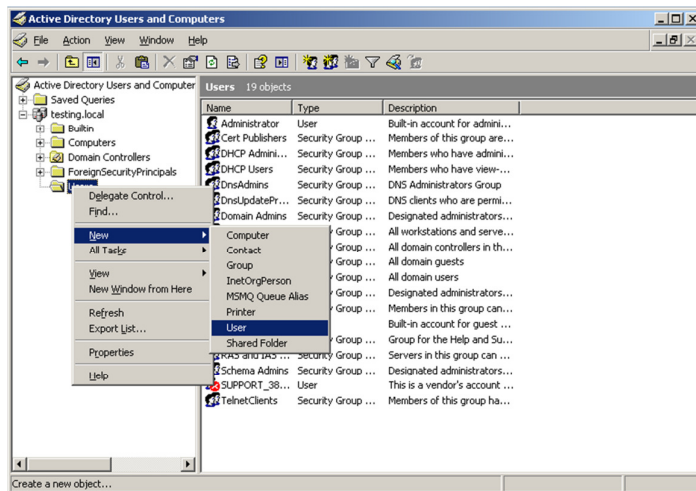 Active Directory Users and Computers
File Action View Window Help
Active Directory Users and Computer
Saved Queries
testing.local
Builtin
Computers
Domain Controllers
ForeignSecurityPrincipals
Users 19 objects
Name Type Description
Administrator User Built-in account for admini...
Cert Publishers Security Group ... Members of this group are...
DHCP Admini... Security Group ... Members who have admini...
DHCP Users Security Group ... Members who have view-...
DnsAdmins Security Group ... DNS Administrators Group
DnsUpdatePr... Security Group ... DNS clients who are permi...
Domain Admins Security Group ... Designated administrators...
Group ... All workstations and serve...
Group ... All domain controllers in th...
Group ... All domain guests
Group ... All domain users
Group ... Designated administrators...
Group ... Members in this group can...
Built-in account for guest ...
Group ... Group for the Help and Su...
RAS and IAS ... Security Group ... Servers in this group can ...
Schema Admins Security Group ... Designated administrators...
SUPPORT_38... User This is a vendor's account ...
TelnetClients Security Group ... Members of this group ha...
Delegate Control...
Find...
New
All Tasks
View
New Window from Here
Refresh
Export List...
Properties
Help
Computer
Contact
Group
InetOrgPerson
MSMQ Queue Alias
Printer
User
Shared Folder
Create a new object...